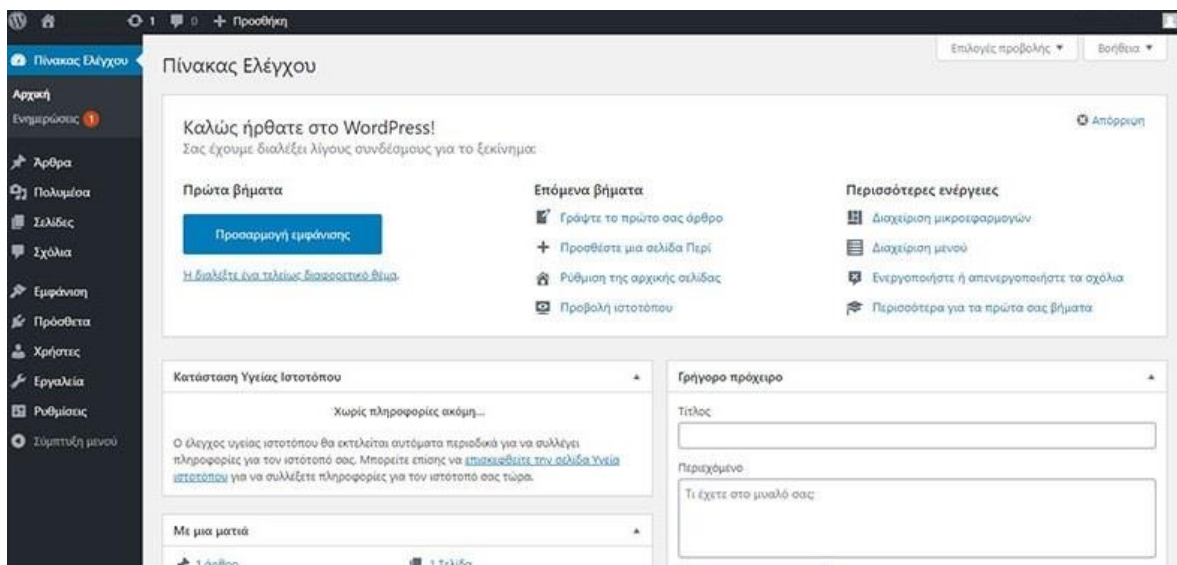 1 0 + Προσθήκη
Πίνακας Ελέγχου
Αρχική
Ενημερώσεις 1
Άρθρα
Πολυμέσα
Σελίδες
Σχόλια
Εμφάνιση
Πρόσθετα
Χρήστες
Εργαλεία
Ρυθμίσεις
Σύμπτυξη μενού
Επιλογές προβολής
Βοήθεια
Πίνακας Ελέγχου
Καλώς ήρθατε στο WordPress!
Απόρριψη
Σας έχουμε διαλέξει λίγους συνδέσμους για το ξεκίνημα:
Πρώτα βήματα
Προσαρμογή εμφάνισης
Ή διαλέξτε ένα τελείως διαφορετικό θέμα.
Επόμενα βήματα
Γράψτε το πρώτο σας άρθρο
Προσθέστε μια σελίδα Περί
Ρύθμιση της αρχικής σελίδας
Προβολή ιστοτόπου
Περισσότερες ενέργειες
Διαχείριση μικροεφαρμογών
Διαχείριση μενού
Ενεργοποιήστε ή απενεργοποιήστε τα σχόλια
Περισσότερα για τα πρώτα σας βήματα
Κατάσταση Υγείας Ιστοτόπου
Χωρίς πληροφορίες ακόμη...
Ο έλεγχος υγείας ιστοτόπου θα εκτελείται αυτόματα περιοδικά για να συλλέγει
πληροφορίες για τον ιστότοπό σας. Μπορείτε επίσης να επισκεφθείτε την σελίδα Υγεία
ιστοτόπου για να συλλέξετε πληροφορίες για τον ιστότοπό σας τώρα.
Με μια ματιά
1 άρθρο
1 Σελίδα
Γρήγορο πρόχειρο
Τίτλος
Περιεχόμενο
Τι έχετε στο μυαλό σας;